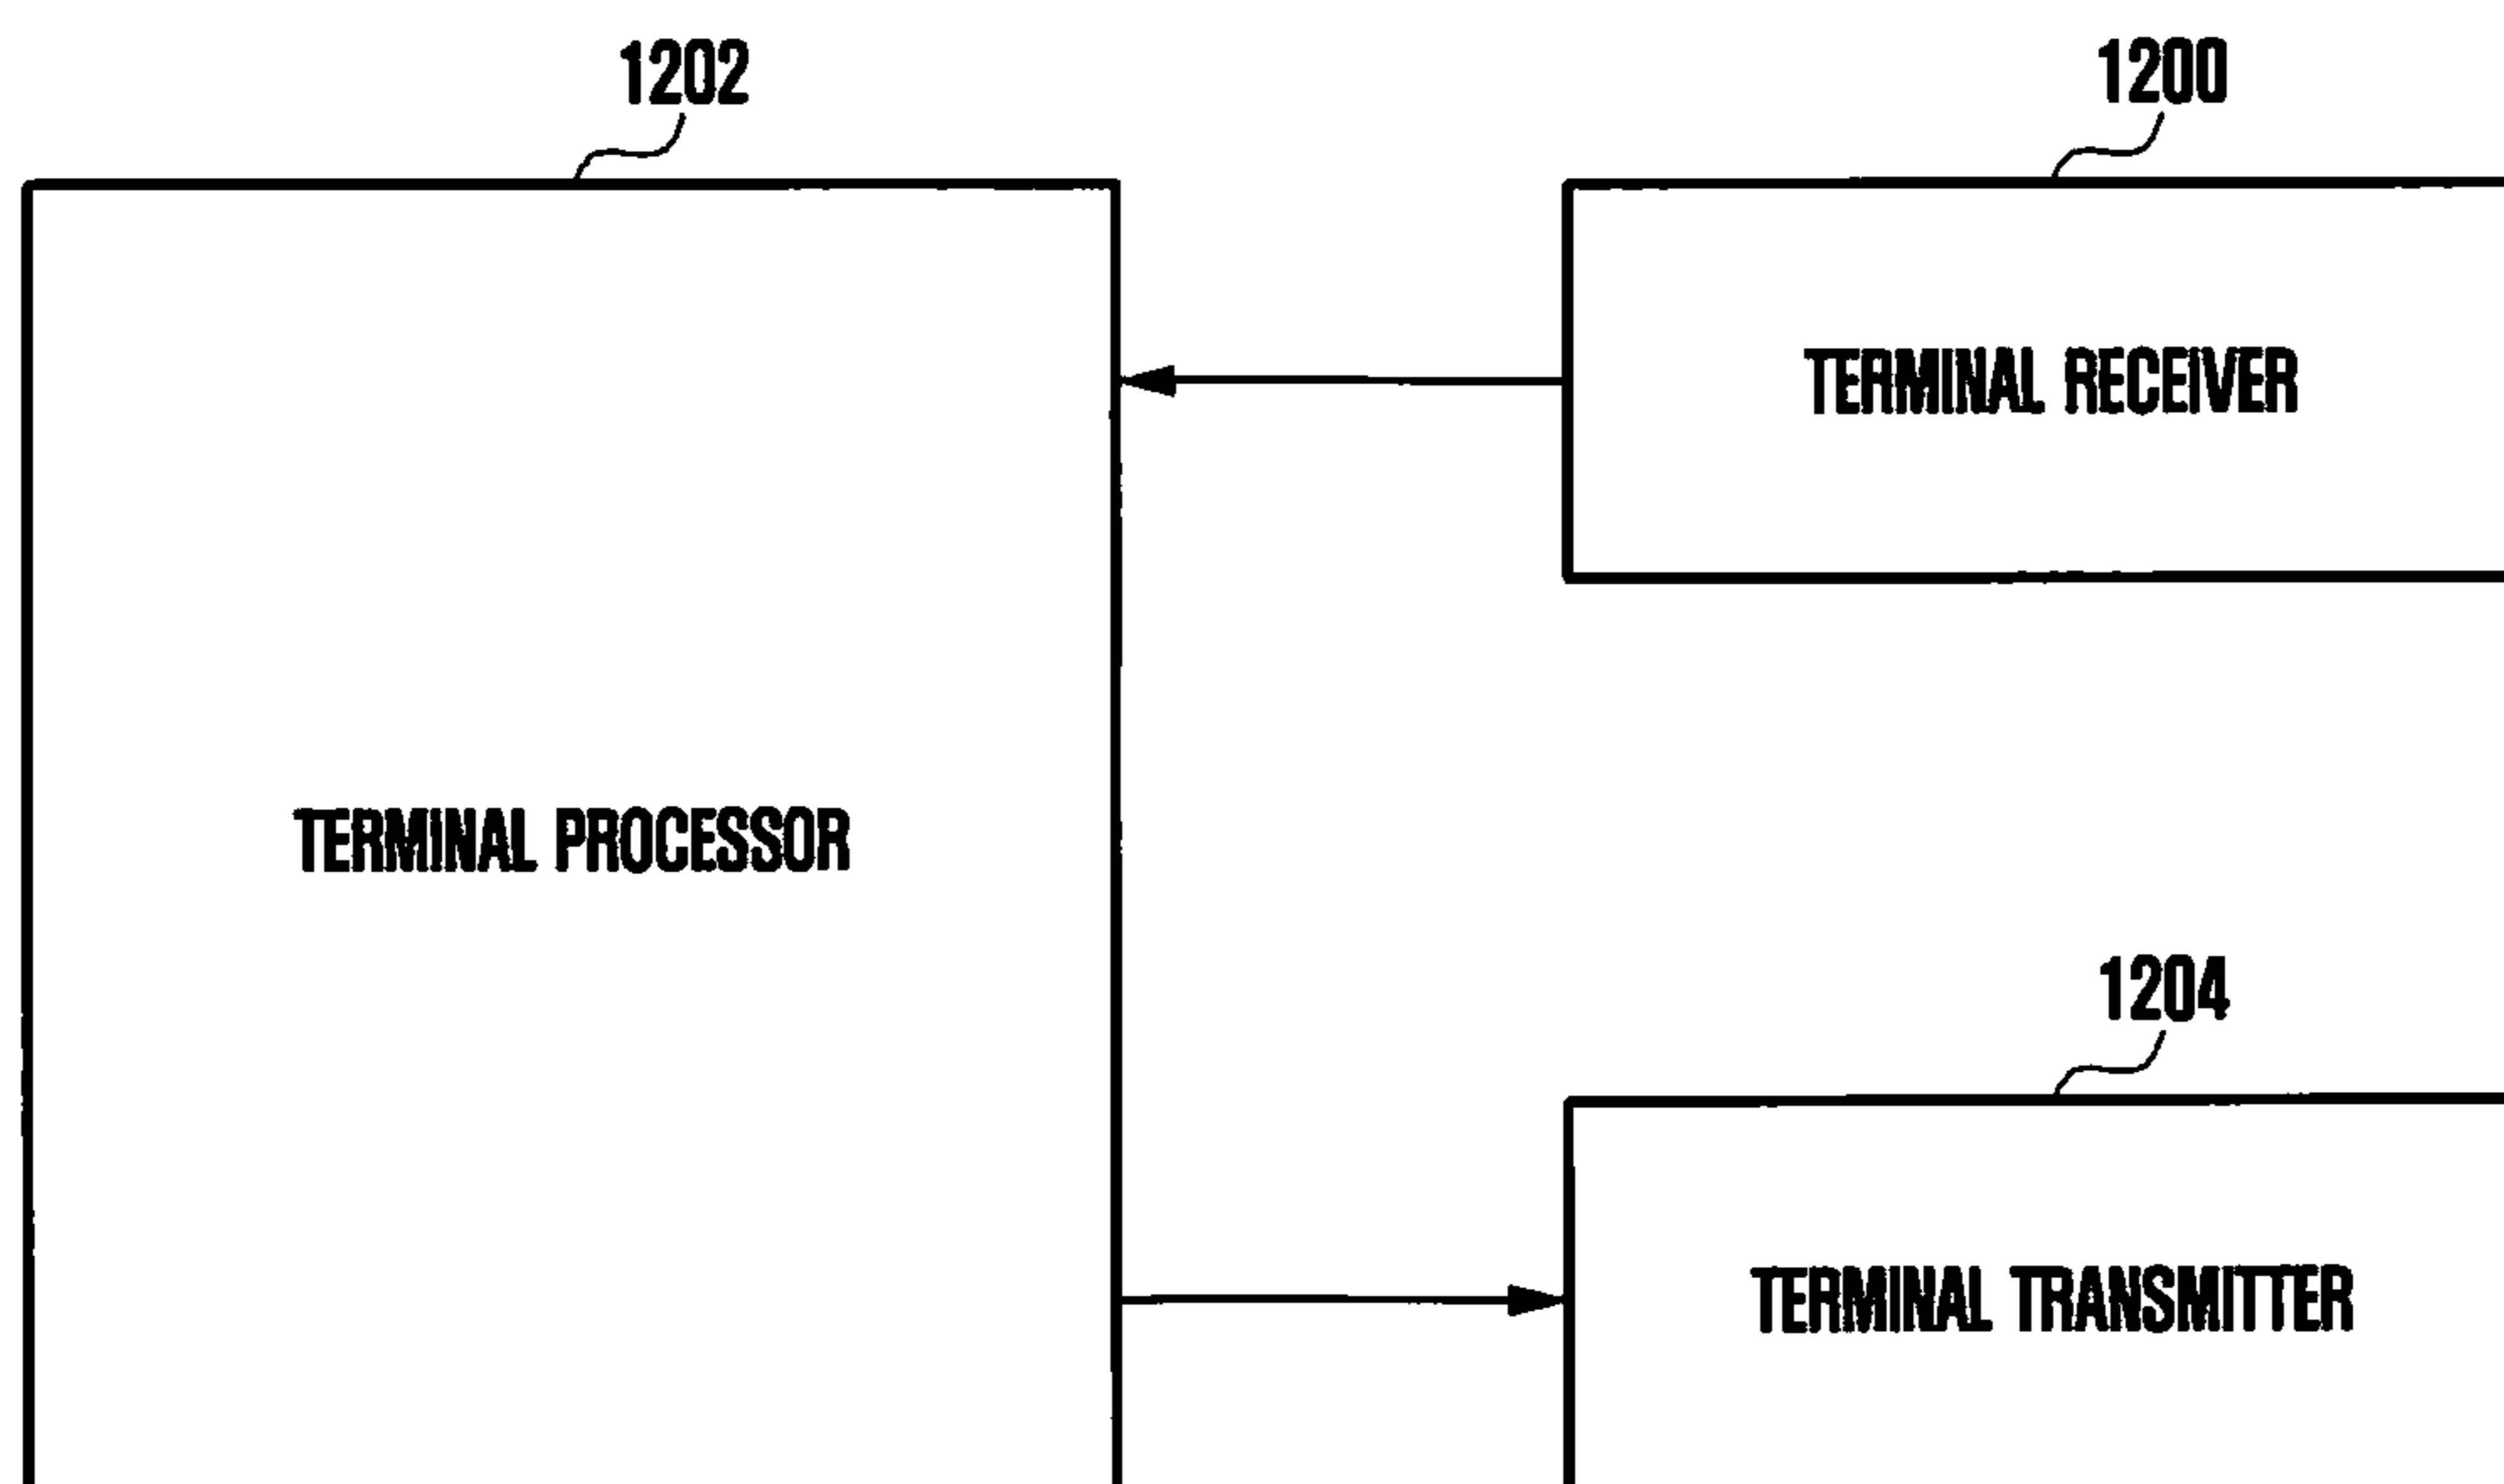 1202
1200
TERMINAL RECEIVER
TERMINAL PROCESSOR
1204
TERMINAL TRANSMITTER